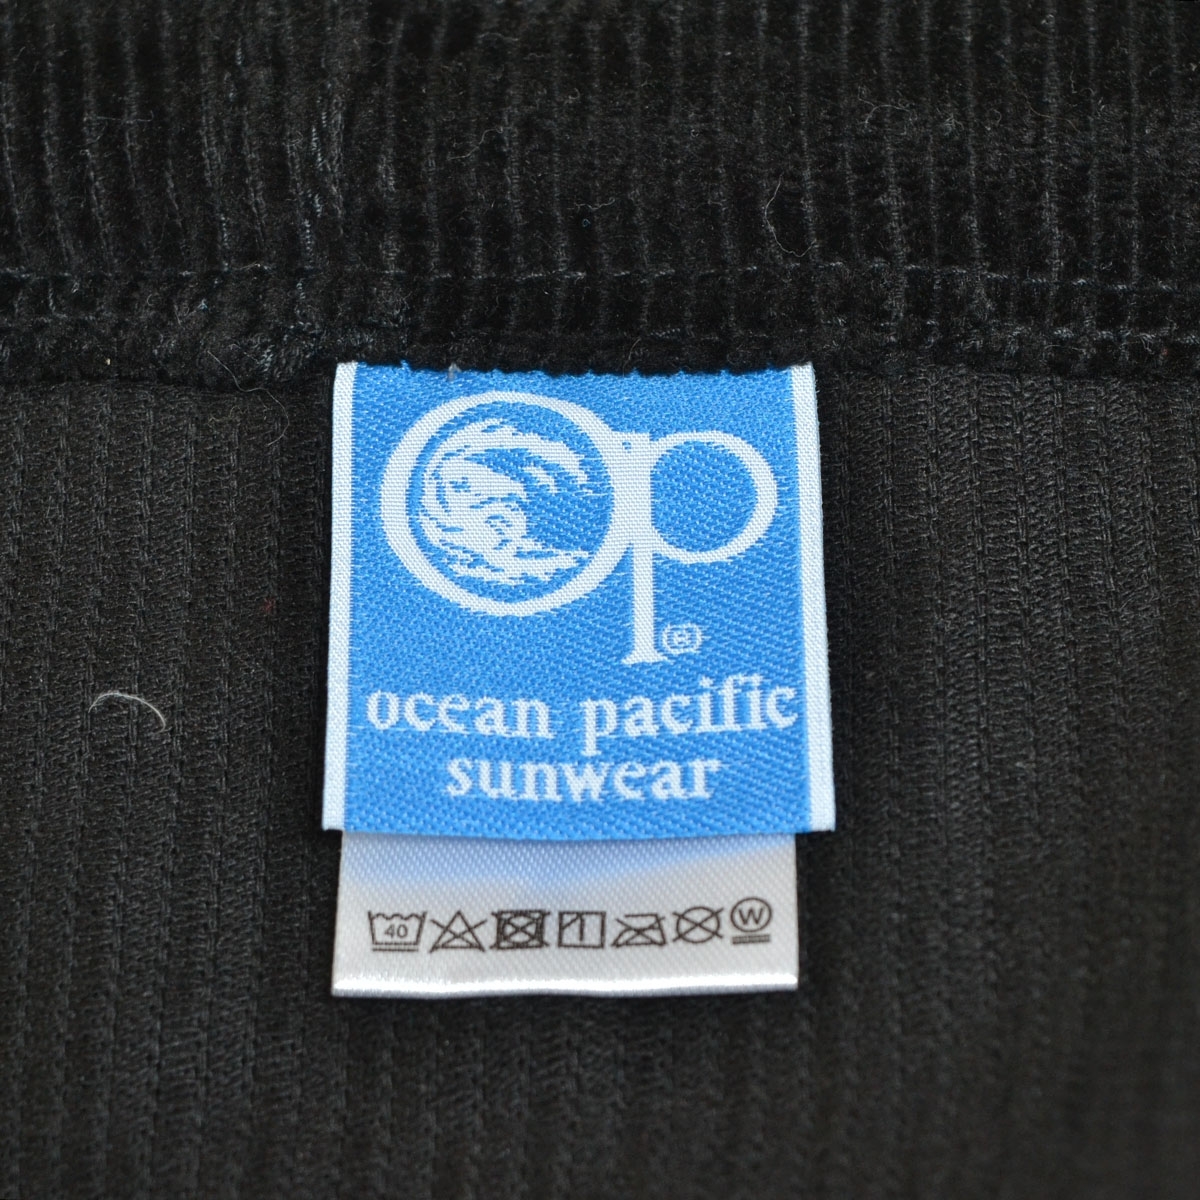 Op®
ocean pacific
sunwear
40 W